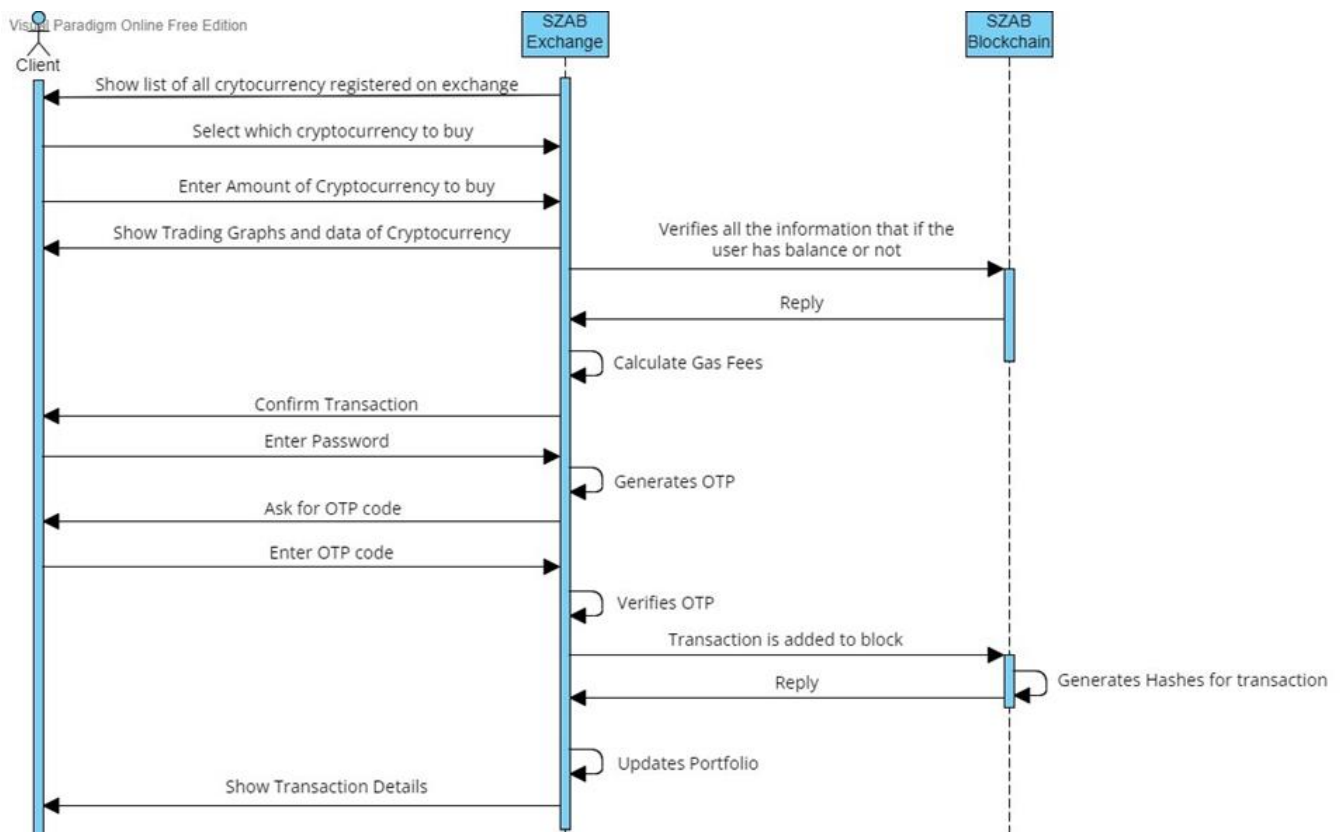 Visual Paradigm Online Free Edition
Client
SZAB
Exchange
SZAB
Blockchain
Show list of all crytocurrency registered on exchange
Select which cryptocurrency to buy
Enter Amount of Cryptocurrency to buy
Show Trading Graphs and data of Cryptocurrency
Verifies all the information that if the
user has balance or not
Reply
Calculate Gas Fees
Confirm Transaction
Enter Password
Generates OTP
Ask for OTP code
Enter OTP code
Verifies OTP
Transaction is added to block
Reply
Generates Hashes for transaction
Updates Portfolio
Show Transaction Details